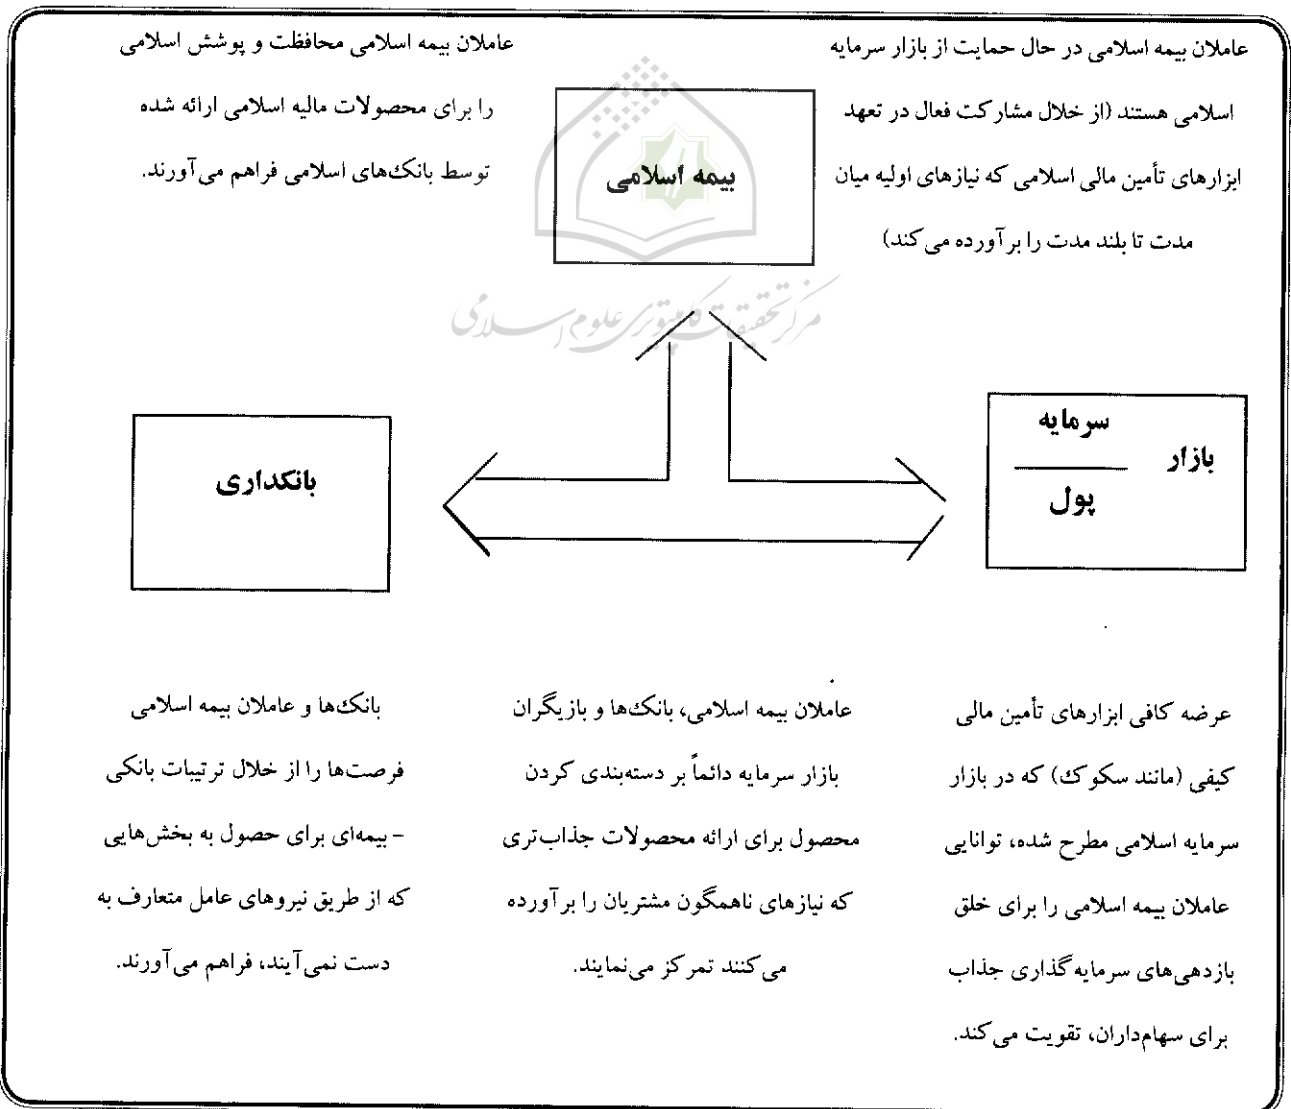 عاملان بیمه اسلامی در حال حمایت از بازار سرمایه
اسلامی هستند (از خلال مشارکت فعال در تعهد
ابزارهای تأمین مالی اسلامی که نیازهای اولیه میان
مدت تا بلند مدت را برآورده می‌کند)
عاملان بیمه اسلامی محافظت و پوشش اسلامی
را برای محصولات مالیه اسلامی ارائه شده
توسط بانک‌های اسلامی فراهم می‌آورند.
بیمه اسلامی
مرکز تحقیقات کامپیوتری علوم اسلامی
سرمایه
بازار
پول
بانکداری
عرضه کافی ابزارهای تأمین مالی
کیفی (مانند سکوک) که در بازار
سرمایه اسلامی مطرح شده، توانایی
عاملان بیمه اسلامی را برای خلق
بازدهی‌های سرمایه‌گذاری جذاب
برای سهام‌داران، تقویت می‌کند.
عاملان بیمه اسلامی، بانک‌ها و بازیگران
بازار سرمایه دائماً بر دسته‌بندی کردن
محصول برای ارائه محصولات جذاب‌تری
که نیازهای ناهمگون مشتریان را برآورده
می‌کنند تمرکز می‌نمایند.
بانک‌ها و عاملان بیمه اسلامی
فرصت‌ها را از خلال ترتیبات بانکی
- بیمه‌ای برای حصول به بخش‌هایی
که از طریق نیروهای عامل متعارف به
دست نمی‌آیند، فراهم می‌آورند.